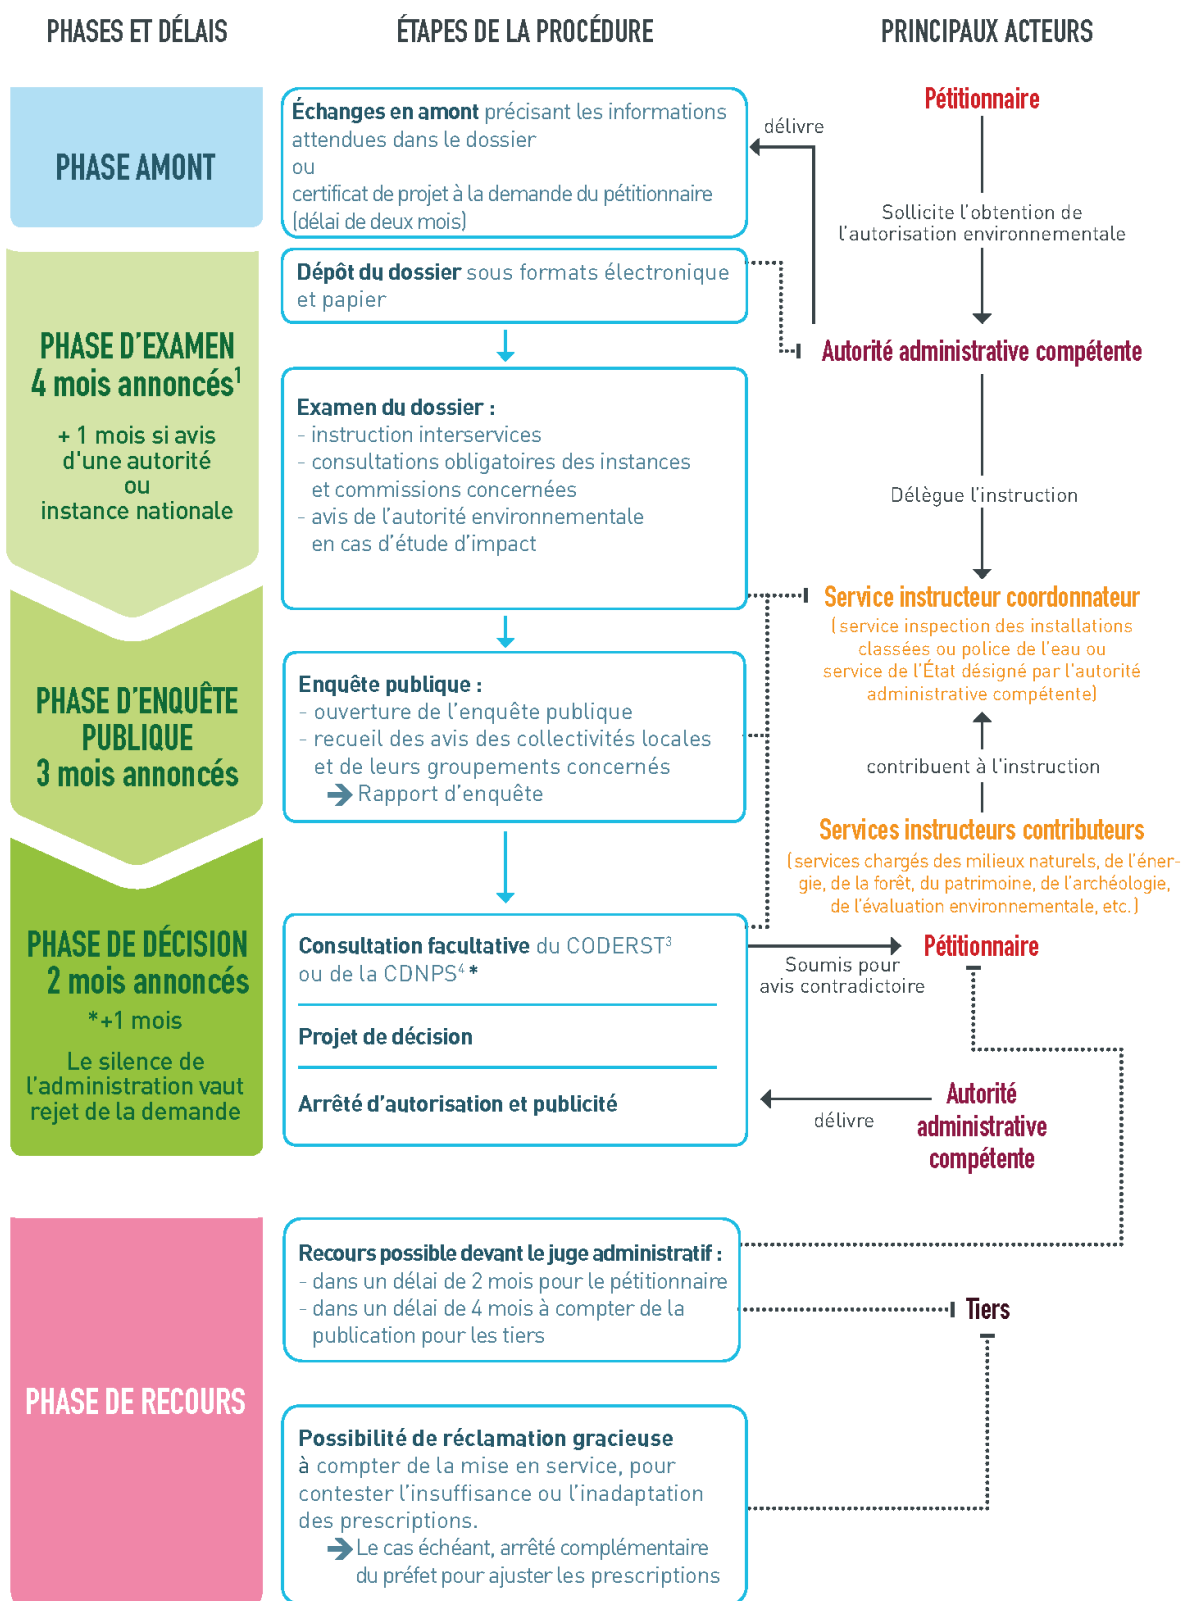 PHASES ET DÉLAIS
ÉTAPES DE LA PROCÉDURE
PRINCIPAUX ACTEURS
PHASE AMONT
Échanges en amont précisant les informations
attendues dans le dossier
ou
certificat de projet à la demande du pétitionnaire
(délai de deux mois)
délivre
Pétitionnaire
Sollicite l'obtention de
l'autorisation environnementale
PHASE D'EXAMEN
4 mois annoncés¹
+ 1 mois si avis
d'une autorité
ou
instance nationale
Dépôt du dossier sous formats électronique
et papier
Autorité administrative compétente
Examen du dossier :
- instruction interservices
- consultations obligatoires des instances
et commissions concernées
- avis de l'autorité environnementale
en cas d'étude d'impact
Délègue l'instruction
Service instructeur coordonnateur
(service inspection des installations
classées ou police de l'eau ou
service de l'État désigné par l'autorité
administrative compétente)
PHASE D'ENQUÊTE
PUBLIQUE
3 mois annoncés
Enquête publique :
- ouverture de l'enquête publique
- recueil des avis des collectivités locales
et de leurs groupements concernés
➔ Rapport d'enquête
contribuent à l'instruction
Services instructeurs contributeurs
(services chargés des milieux naturels, de l'éner-
gie, de la forêt, du patrimoine, de l'archéologie,
de l'évaluation environnementale, etc.)
PHASE DE DÉCISION
2 mois annoncés
*+1 mois
Le silence de
l'administration vaut
rejet de la demande
Consultation facultative du CODERST³
ou de la CDNPS⁴ *
Projet de décision
Arrêté d'autorisation et publicité
Soumis pour
avis contradictoire
Pétitionnaire
délivre
Autorité
administrative
compétente
PHASE DE RECOURS
Recours possible devant le juge administratif :
- dans un délai de 2 mois pour le pétitionnaire
- dans un délai de 4 mois à compter de la
publication pour les tiers
Tiers
Possibilité de réclamation gracieuse
à compter de la mise en service, pour
contester l'insuffisance ou l'inadaptation
des prescriptions.
➔ Le cas échéant, arrêté complémentaire
du préfet pour ajuster les prescriptions